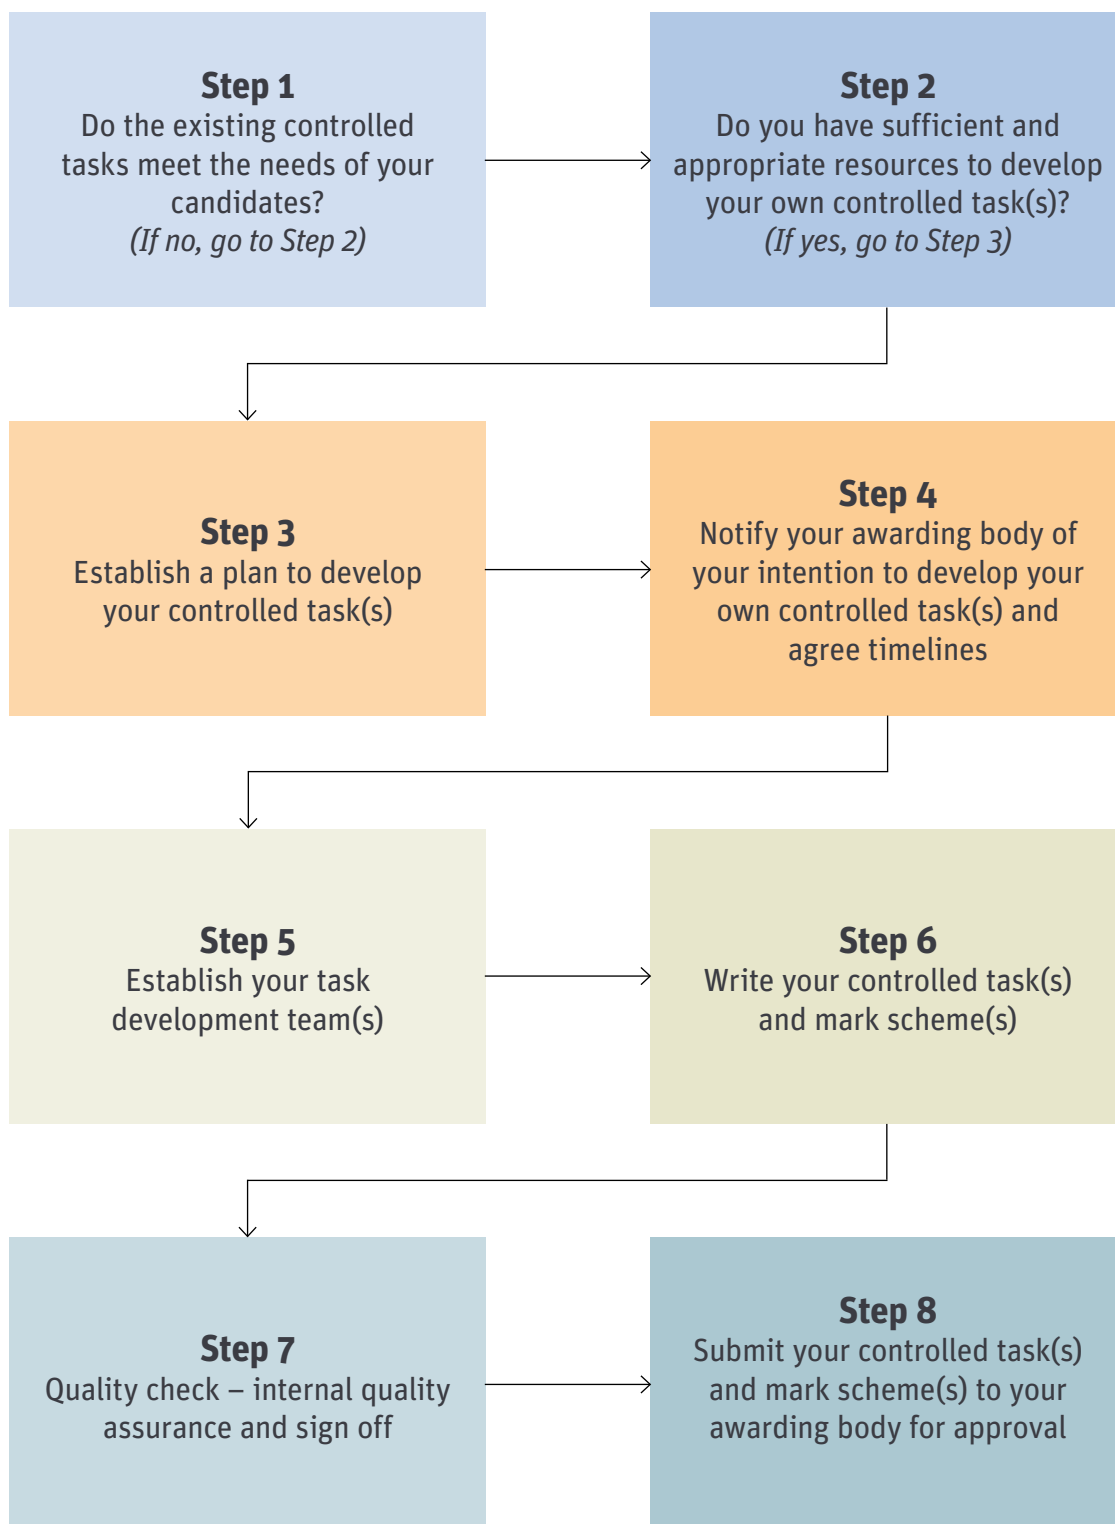 Step 1
Do the existing controlled
tasks meet the needs of your
candidates?
(If no, go to Step 2)
Step 2
Do you have sufficient and
appropriate resources to develop
your own controlled task(s)?
(If yes, go to Step 3)
Step 3
Establish a plan to develop
your controlled task(s)
Step 4
Notify your awarding body of
your intention to develop your
own controlled task(s) and
agree timelines
Step 5
Establish your task
development team(s)
Step 6
Write your controlled task(s)
and mark scheme(s)
Step 7
Quality check – internal quality
assurance and sign off
Step 8
Submit your controlled task(s)
and mark scheme(s) to your
awarding body for approval